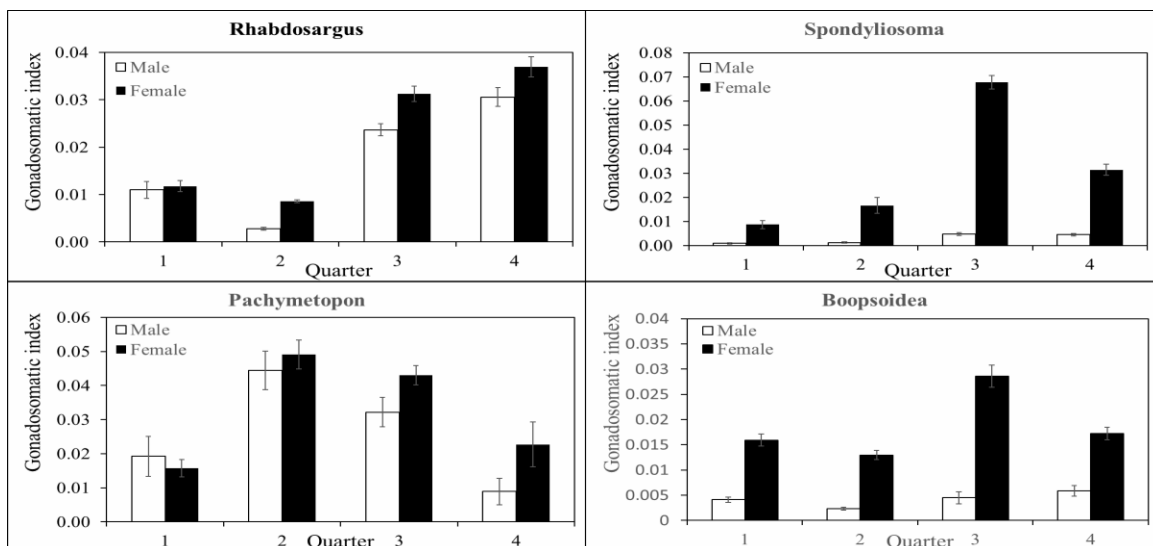 Rhabdosargus
Gonadosomatic index
0.04
0.03
0.02
0.01
0.00
Male
Female
1 2 3 4
Quarter
Spondyliosoma
Gonadosomatic index
0.08
0.07
0.06
0.05
0.04
0.03
0.02
0.01
0.00
Male
Female
1 2 3 4
Quarter
Pachymetopon
Gonadosomatic index
0.06
0.05
0.04
0.03
0.02
0.01
0.00
Male
Female
1 2 3 4
Quarter
Boopsoidea
Gonadosomatic index
0.04
0.035
0.03
0.025
0.02
0.015
0.01
0.005
0
Male
Female
1 2 3 4
Quarter